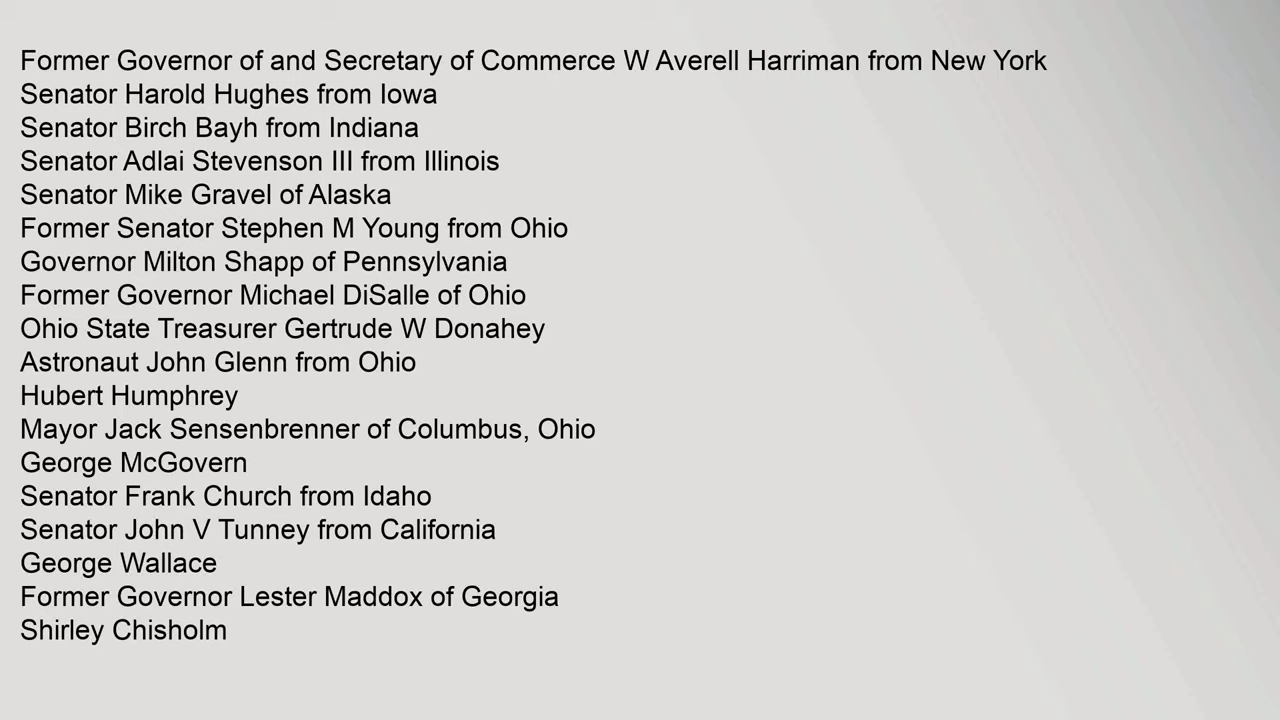 Former Governor of and Secretary of Commerce W Averell Harriman from New York
Senator Harold Hughes from Iowa
Senator Birch Bayh from Indiana
Senator Adlai Stevenson III from Illinois
Senator Mike Gravel of Alaska
Former Senator Stephen M Young from Ohio
Governor Milton Shapp of Pennsylvania
Former Governor Michael DiSalle of Ohio
Ohio State Treasurer Gertrude W Donahey
Astronaut John Glenn from Ohio
Hubert Humphrey
Mayor Jack Sensenbrenner of Columbus, Ohio
George McGovern
Senator Frank Church from Idaho
Senator John V Tunney from California
George Wallace
Former Governor Lester Maddox of Georgia
Shirley Chisholm